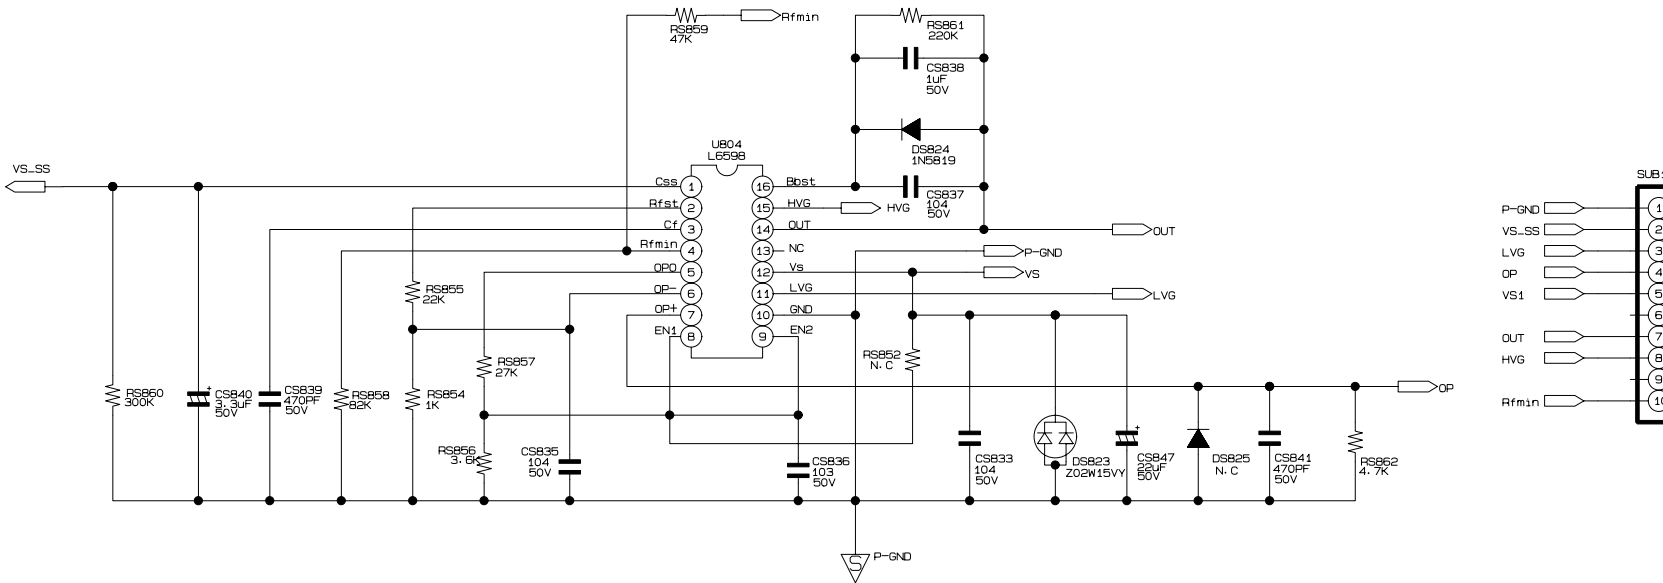 RS859
47K
Rfmin
RS861
220K
CS838
1uF
50V
DS824
1N5819
CS837
104
50V
U804
L6598
VS_SS
Css
1
16
Bbst
Rfst
2
15
HVG
HVG
Cf
3
14
OUT
OUT
Rfmin
4
13
NC
P-GND
OPO
5
12
Vs
VS
OP-
6
11
LVG
LVG
OP+
7
10
GND
EN1
8
9
EN2
RS855
22K
RS857
27K
RS852
N.C
RS860
300K
CS840
+
3.3uF
50V
CS839
470PF
50V
RS858
82K
RS854
1K
OP
RS856
3.6K
CS835
104
50V
CS836
103
50V
CS833
104
50V
DS823
Z02W15VY
+
CS847
22uF
50V
DS825
N.C
CS841
470PF
50V
RS862
4.7K
S
P-GND
P-GND
1
VS_SS
2
LVG
3
OP
4
VS1
5
6
OUT
7
HVG
8
9
Rfmin